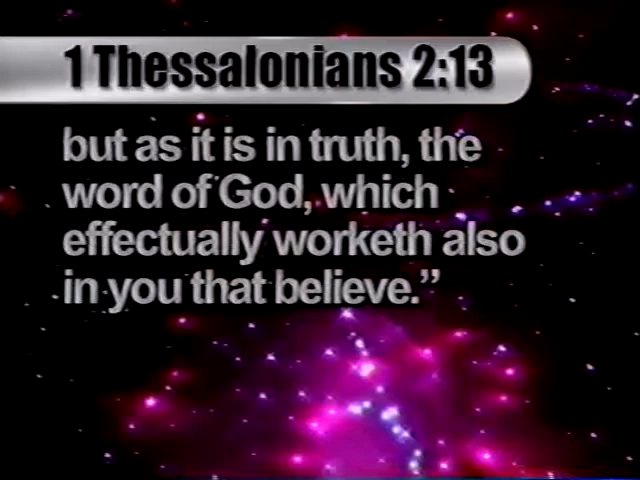 1 Thessalonians 2:13
but as it is in truth, the
word of God, which
effectually worketh also
in you that believe.”